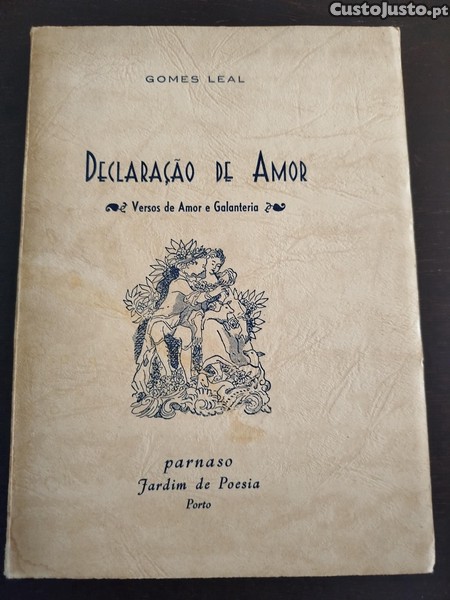 CustoJusto.pt
GOMES LEAL
DECLARAÇÃO DE AMOR
Versos de Amor e Galanteria
parnaso
Jardim de Poesia
Porto